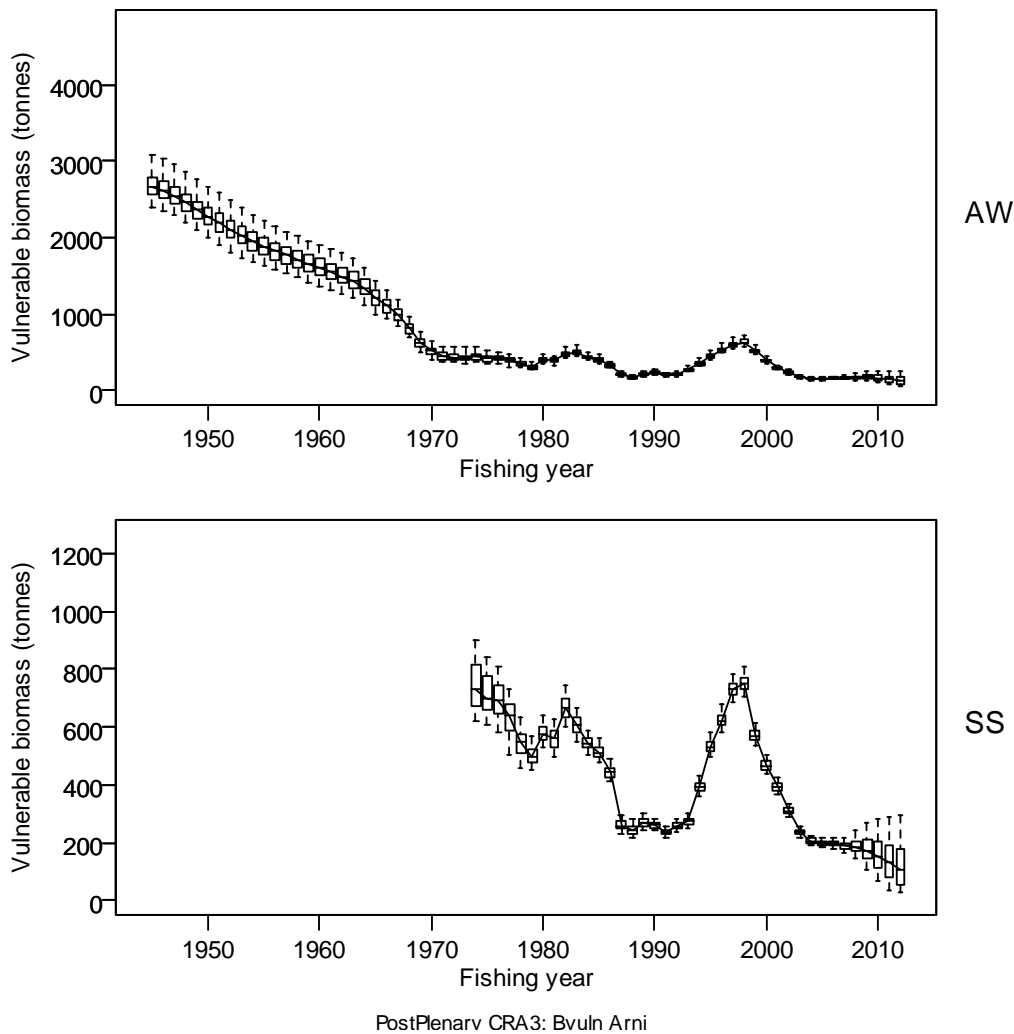 Vulnerable biomass (tonnes)
4000
3000
2000
1000
0
1950 1960 1970 1980 1990 2000 2010
Fishing year
AW
Vulnerable biomass (tonnes)
1200
1000
800
600
400
200
0
1950 1960 1970 1980 1990 2000 2010
Fishing year
SS
PostPlenary CRA3: Bvuln Arni